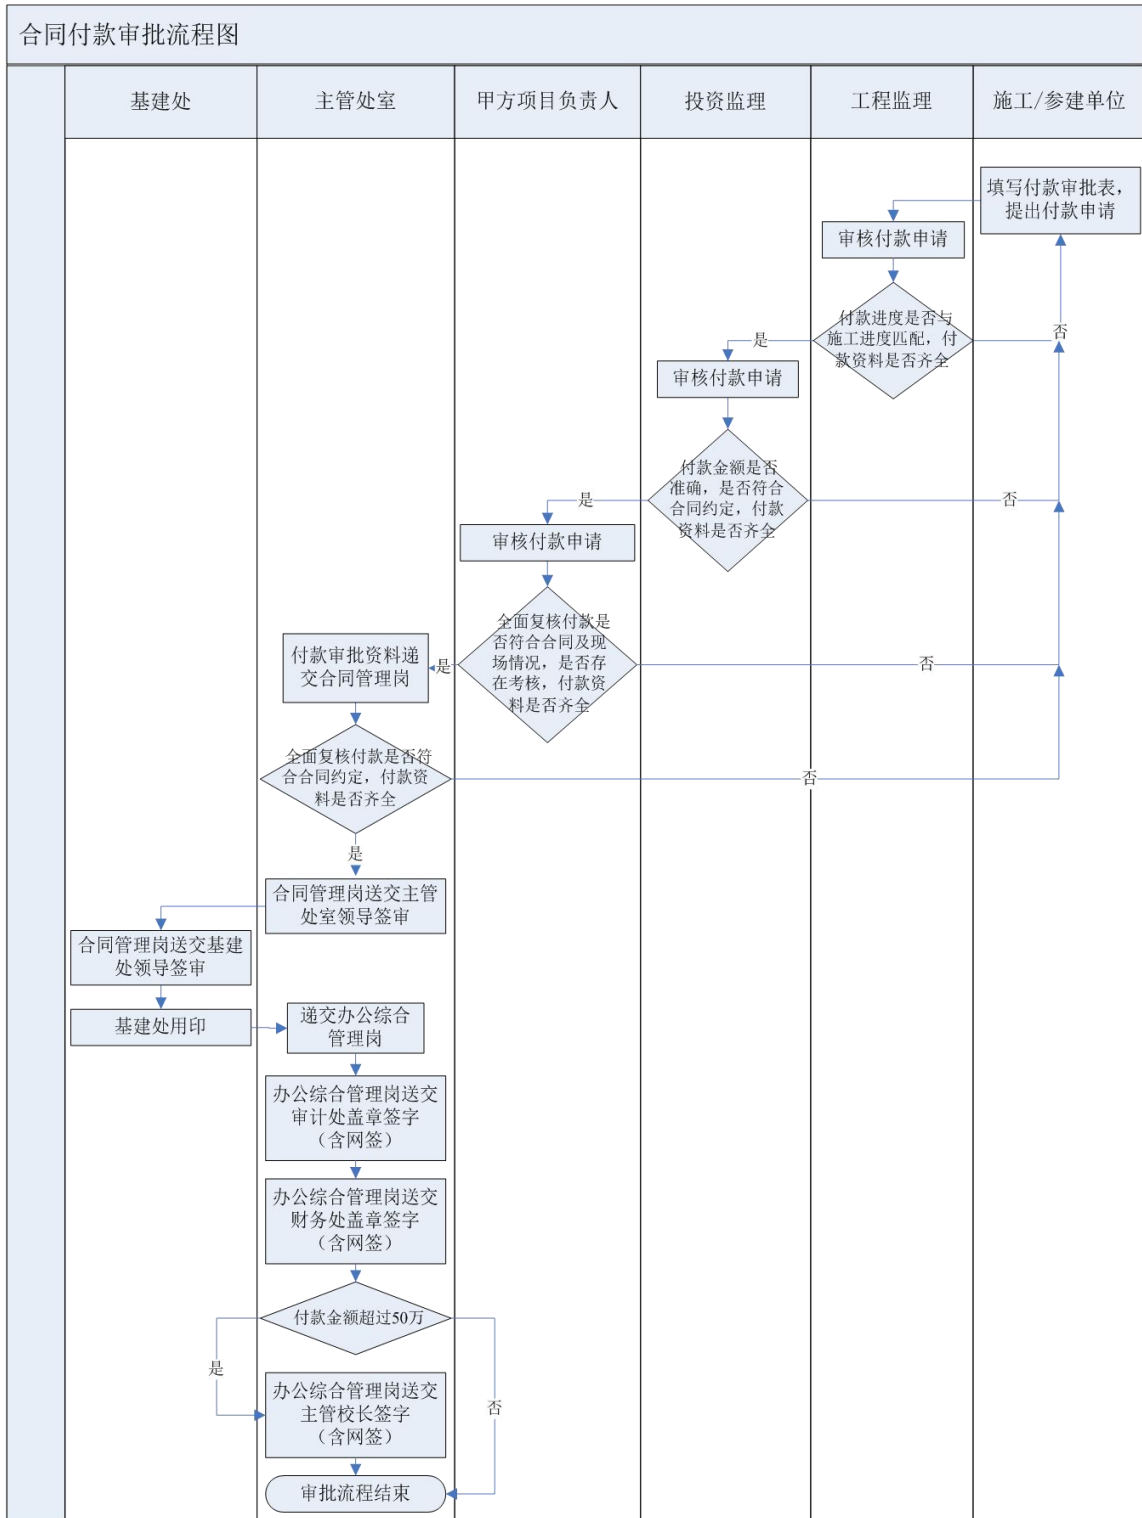 合同付款审批流程图
基建处
主管处室
甲方项目负责人
投资监理
工程监理
施工/参建单位
填写付款审批表，
提出付款申请
审核付款申请
付款进度是否与
施工进度匹配，付
款资料是否齐全
是
否
审核付款申请
付款金额是否
准确，是否符合
合同约定，付款
资料是否齐全
是
否
审核付款申请
全面复核付款是
否符合合同及现
场情况，是否存
在考核，付款资
料是否齐全
是
否
付款审批资料递
交合同管理岗
全面复核付款是否符
合合同约定，付款资
料是否齐全
否
是
合同管理岗送交主管
处室领导签审
合同管理岗送交基建
处领导签审
基建处用印
递交办公综合
管理岗
办公综合管理岗送交
审计处盖章签字
（含网签）
办公综合管理岗送交
财务处盖章签字
（含网签）
付款金额超过50万
是
否
办公综合管理岗送交
主管校长签字
（含网签）
审批流程结束